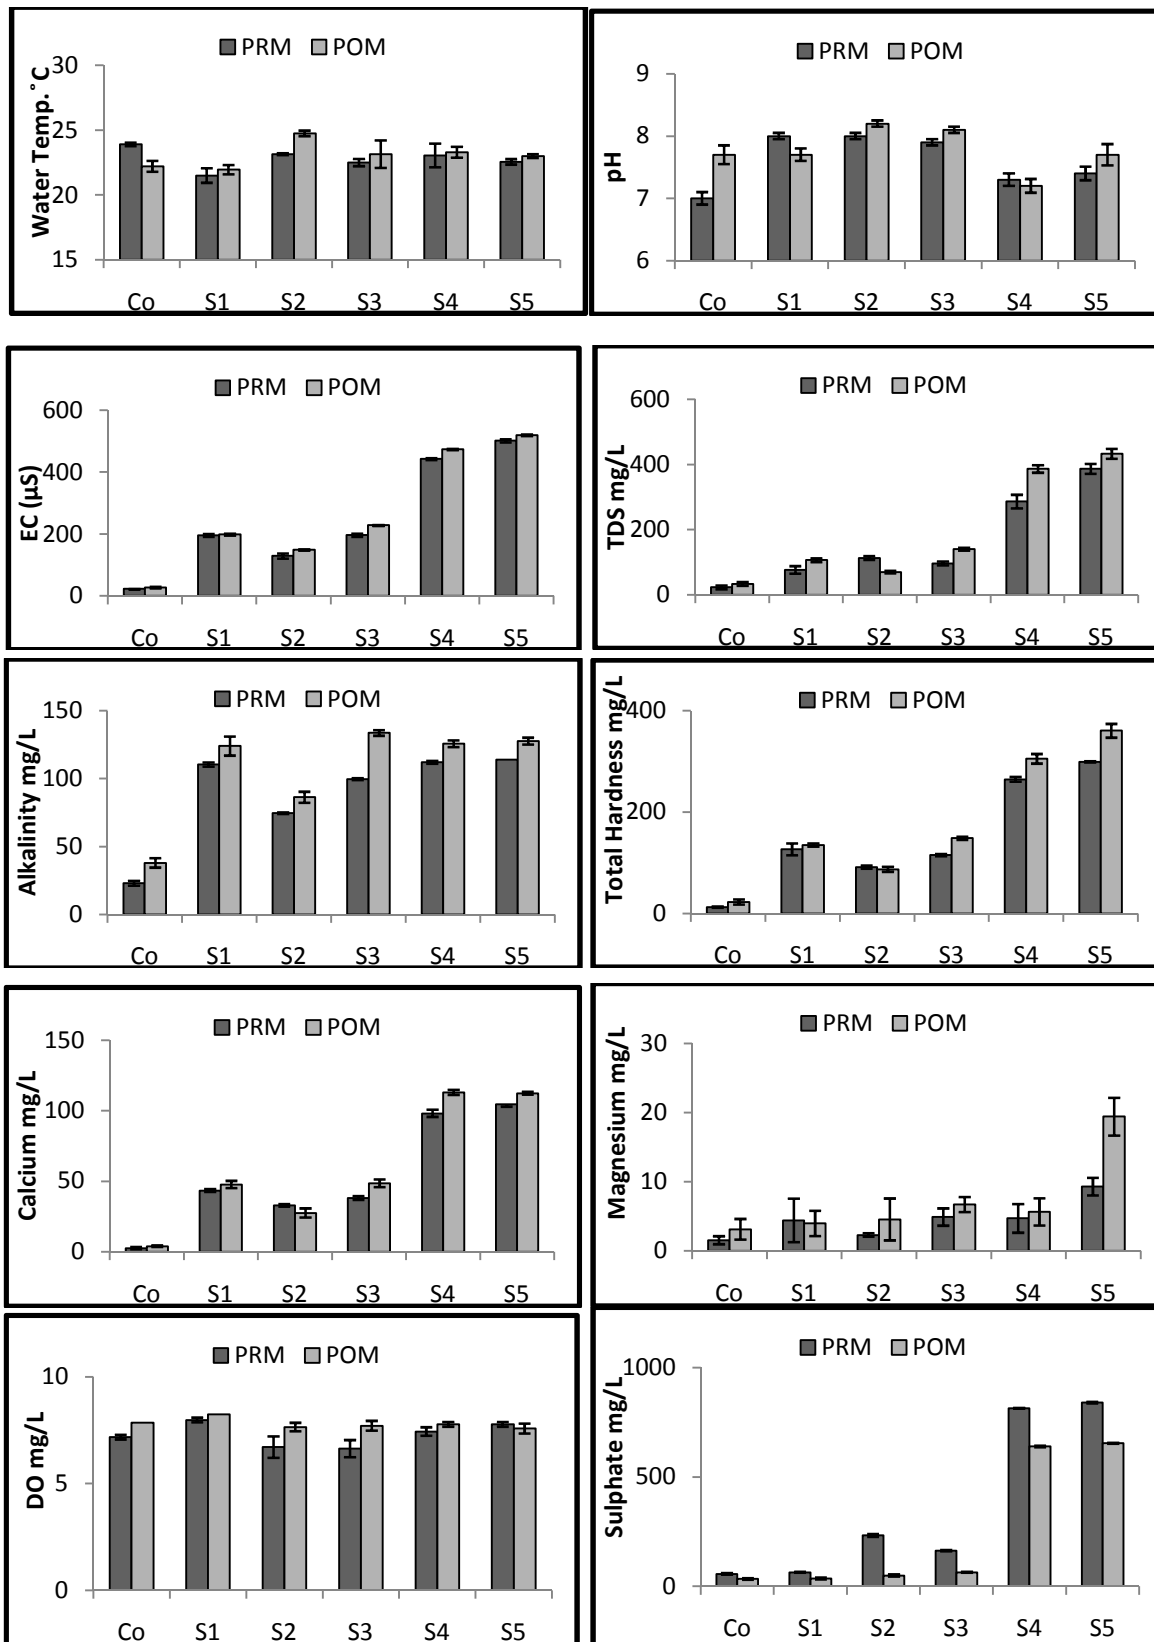 PRM POM
Water Temp.˚C
30
25
20
15
Co S1 S2 S3 S4 S5
PRM POM
pH
9
8
7
6
Co S1 S2 S3 S4 S5
PRM POM
EC (µS)
600
400
200
0
Co S1 S2 S3 S4 S5
PRM POM
TDS mg/L
600
400
200
0
Co S1 S2 S3 S4 S5
PRM POM
Alkalinity mg/L
150
100
50
0
Co S1 S2 S3 S4 S5
PRM POM
Total Hardness mg/L
400
200
0
Co S1 S2 S3 S4 S5
PRM POM
Calcium mg/L
150
100
50
0
Co S1 S2 S3 S4 S5
PRM POM
Magnesium mg/L
30
20
10
0
Co S1 S2 S3 S4 S5
PRM POM
DO mg/L
10
5
0
Co S1 S2 S3 S4 S5
PRM POM
Sulphate mg/L
1000
500
0
Co S1 S2 S3 S4 S5